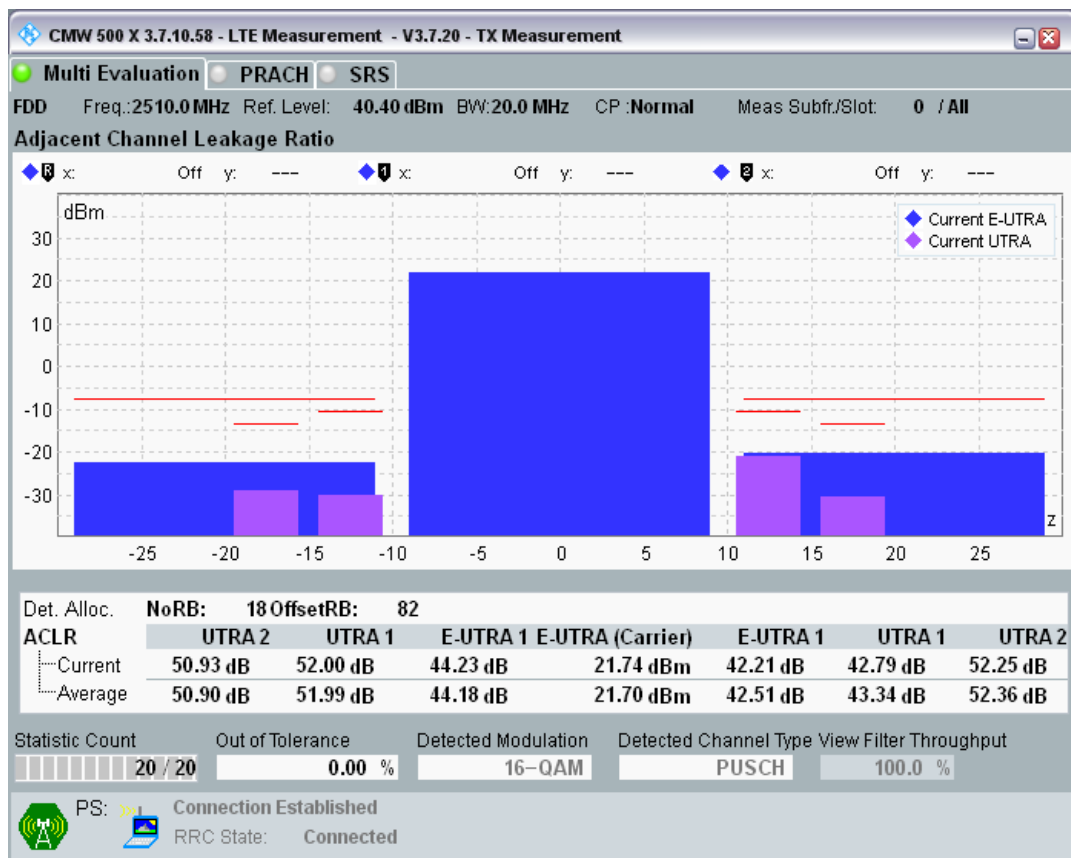 CMW 500 X 3.7.10.58 - LTE Measurement - V3.7.20 - TX Measurement
Multi Evaluation PRACH SRS
FDD Freq.:2510.0 MHz Ref. Level: 40.40 dBm BW:20.0 MHz CP :Normal Meas Subfr./Slot: 0 / All
Adjacent Channel Leakage Ratio
R x: Off y: --- 1 x: Off y: --- 2 x: Off y: ---
dBm
Current E-UTRA
Current UTRA
30
20
10
0
-10
-20
-30
z
-25 -20 -15 -10 -5 0 5 10 15 20 25
Det. Alloc. NoRB: 18 OffsetRB: 82
ACLR UTRA 2 UTRA 1 E-UTRA 1 E-UTRA (Carrier) E-UTRA 1 UTRA 1 UTRA 2
Current 50.93 dB 52.00 dB 44.23 dB 21.74 dBm 42.21 dB 42.79 dB 52.25 dB
Average 50.90 dB 51.99 dB 44.18 dB 21.70 dBm 42.51 dB 43.34 dB 52.36 dB
Statistic Count Out of Tolerance Detected Modulation Detected Channel Type View Filter Throughput
20 / 20 0.00 % 16-QAM PUSCH 100.0 %
PS: Connection Established
RRC State: Connected